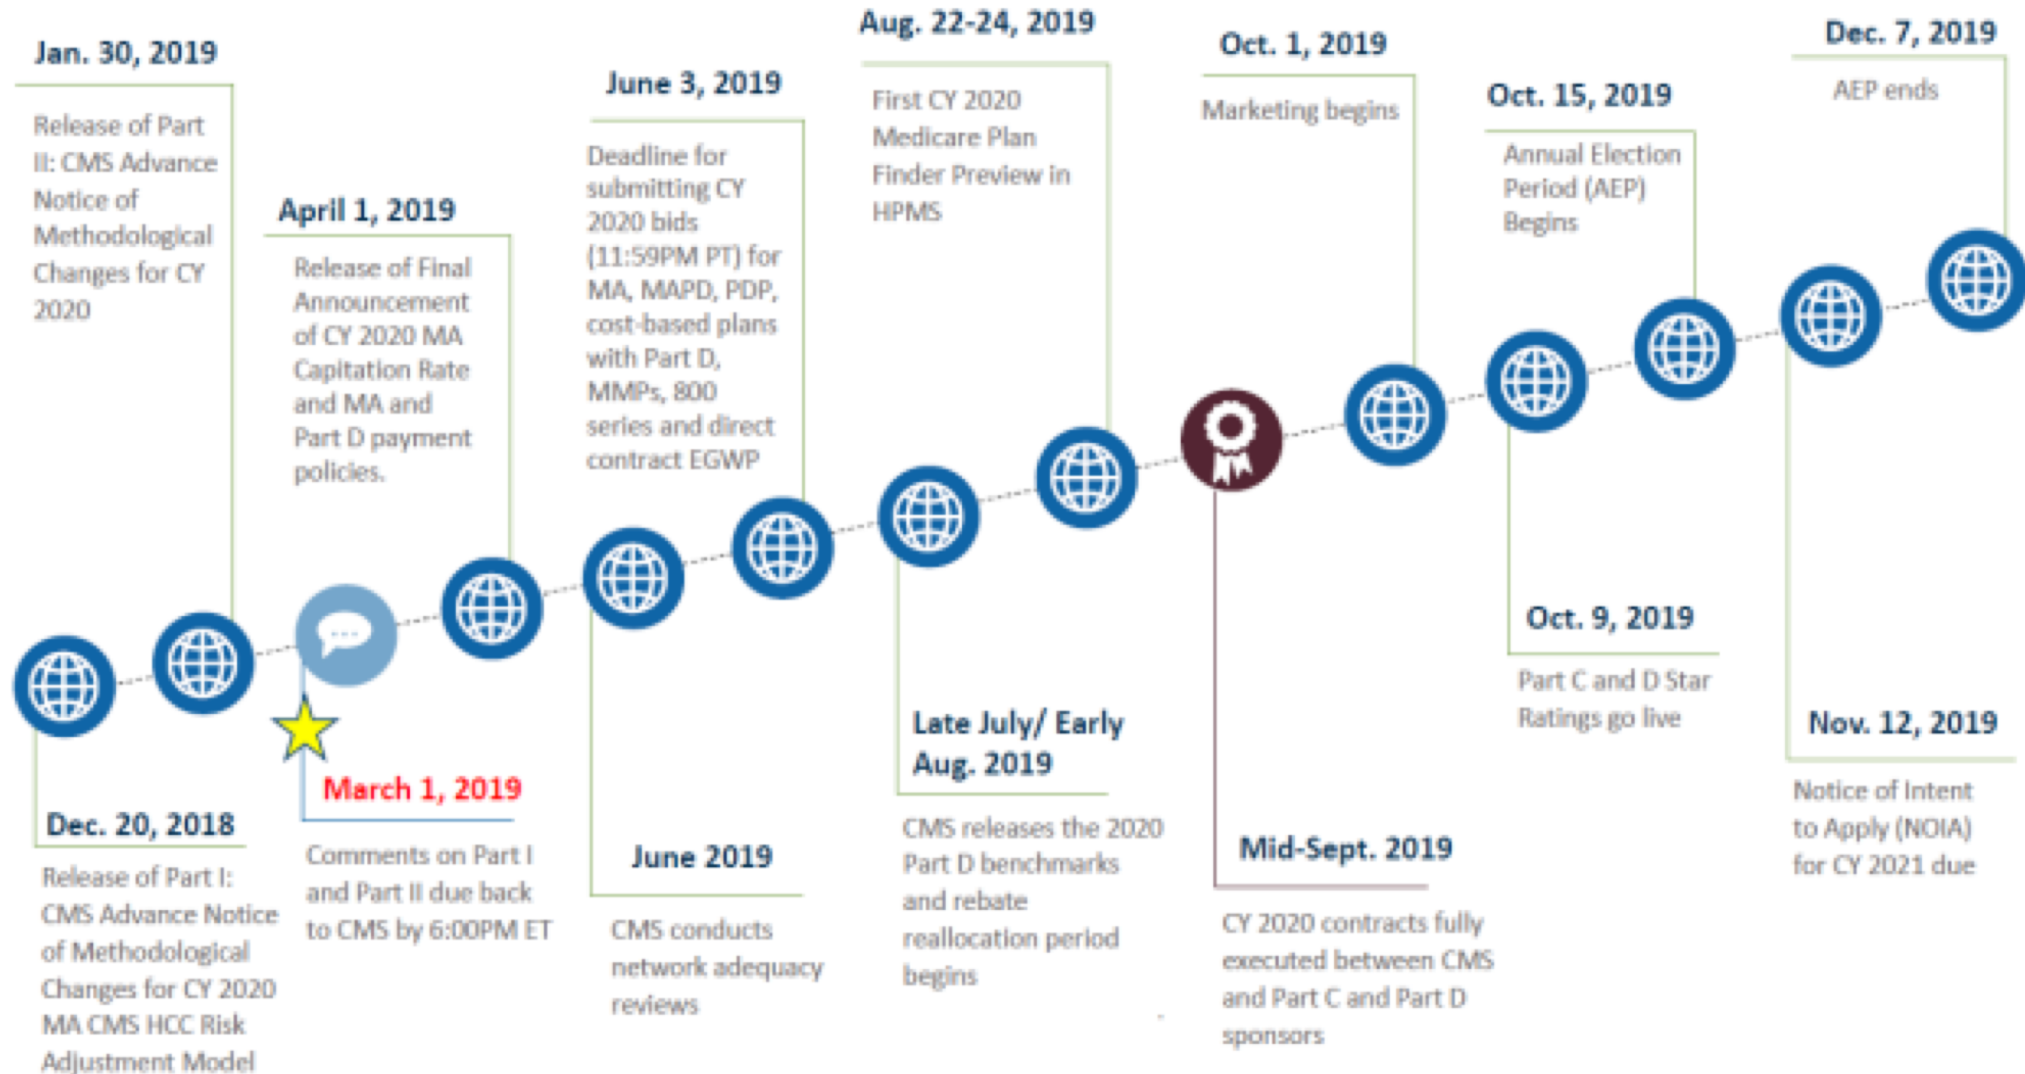 Jan. 30, 2019
Release of Part
II: CMS Advance
Notice of
Methodological
Changes for CY
2020
April 1, 2019
Release of Final
Announcement
of CY 2020 MA
Capitation Rate
and MA and
Part D payment
policies.
June 3, 2019
Deadline for
submitting CY
2020 bids
(11:59PM PT) for
MA, MAPD, PDP,
cost-based plans
with Part D,
MMPs, 800
series and direct
contract EGWP
Aug. 22-24, 2019
First CY 2020
Medicare Plan
Finder Preview in
HPMS
Oct. 1, 2019
Marketing begins
Oct. 15, 2019
Annual Election
Period (AEP)
Begins
Dec. 7, 2019
AEP ends
Dec. 20, 2018
Release of Part I:
CMS Advance Notice
of Methodological
Changes for CY 2020
MA CMS HCC Risk
Adjustment Model
March 1, 2019
Comments on Part I
and Part II due back
to CMS by 6:00PM ET
June 2019
CMS conducts
network adequacy
reviews
Late July/ Early
Aug. 2019
CMS releases the 2020
Part D benchmarks
and rebate
reallocation period
begins
Mid-Sept. 2019
CY 2020 contracts fully
executed between CMS
and Part C and Part D
sponsors
Oct. 9, 2019
Part C and D Star
Ratings go live
Nov. 12, 2019
Notice of Intent
to Apply (NOIA)
for CY 2021 due